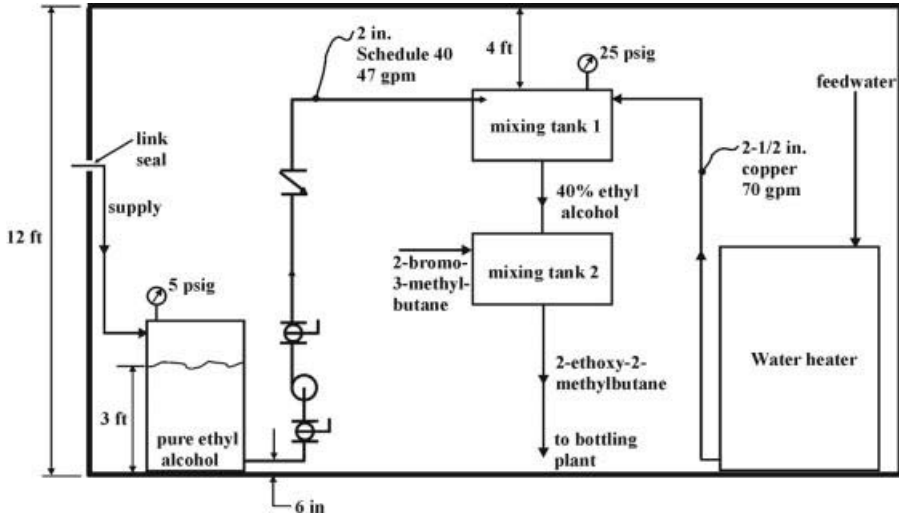 2 in.
Schedule 40
47 gpm
4 ft
25 psig
feedwater
mixing tank 1
link
seal
2-1/2 in.
copper
70 gpm
40% ethyl
alcohol
supply
12 ft
2-bromo-
3-methyl-
butane
mixing tank 2
5 psig
Water heater
2-ethoxy-2-
methylbutane
3 ft
pure ethyl
alcohol
to bottling
plant
6 in